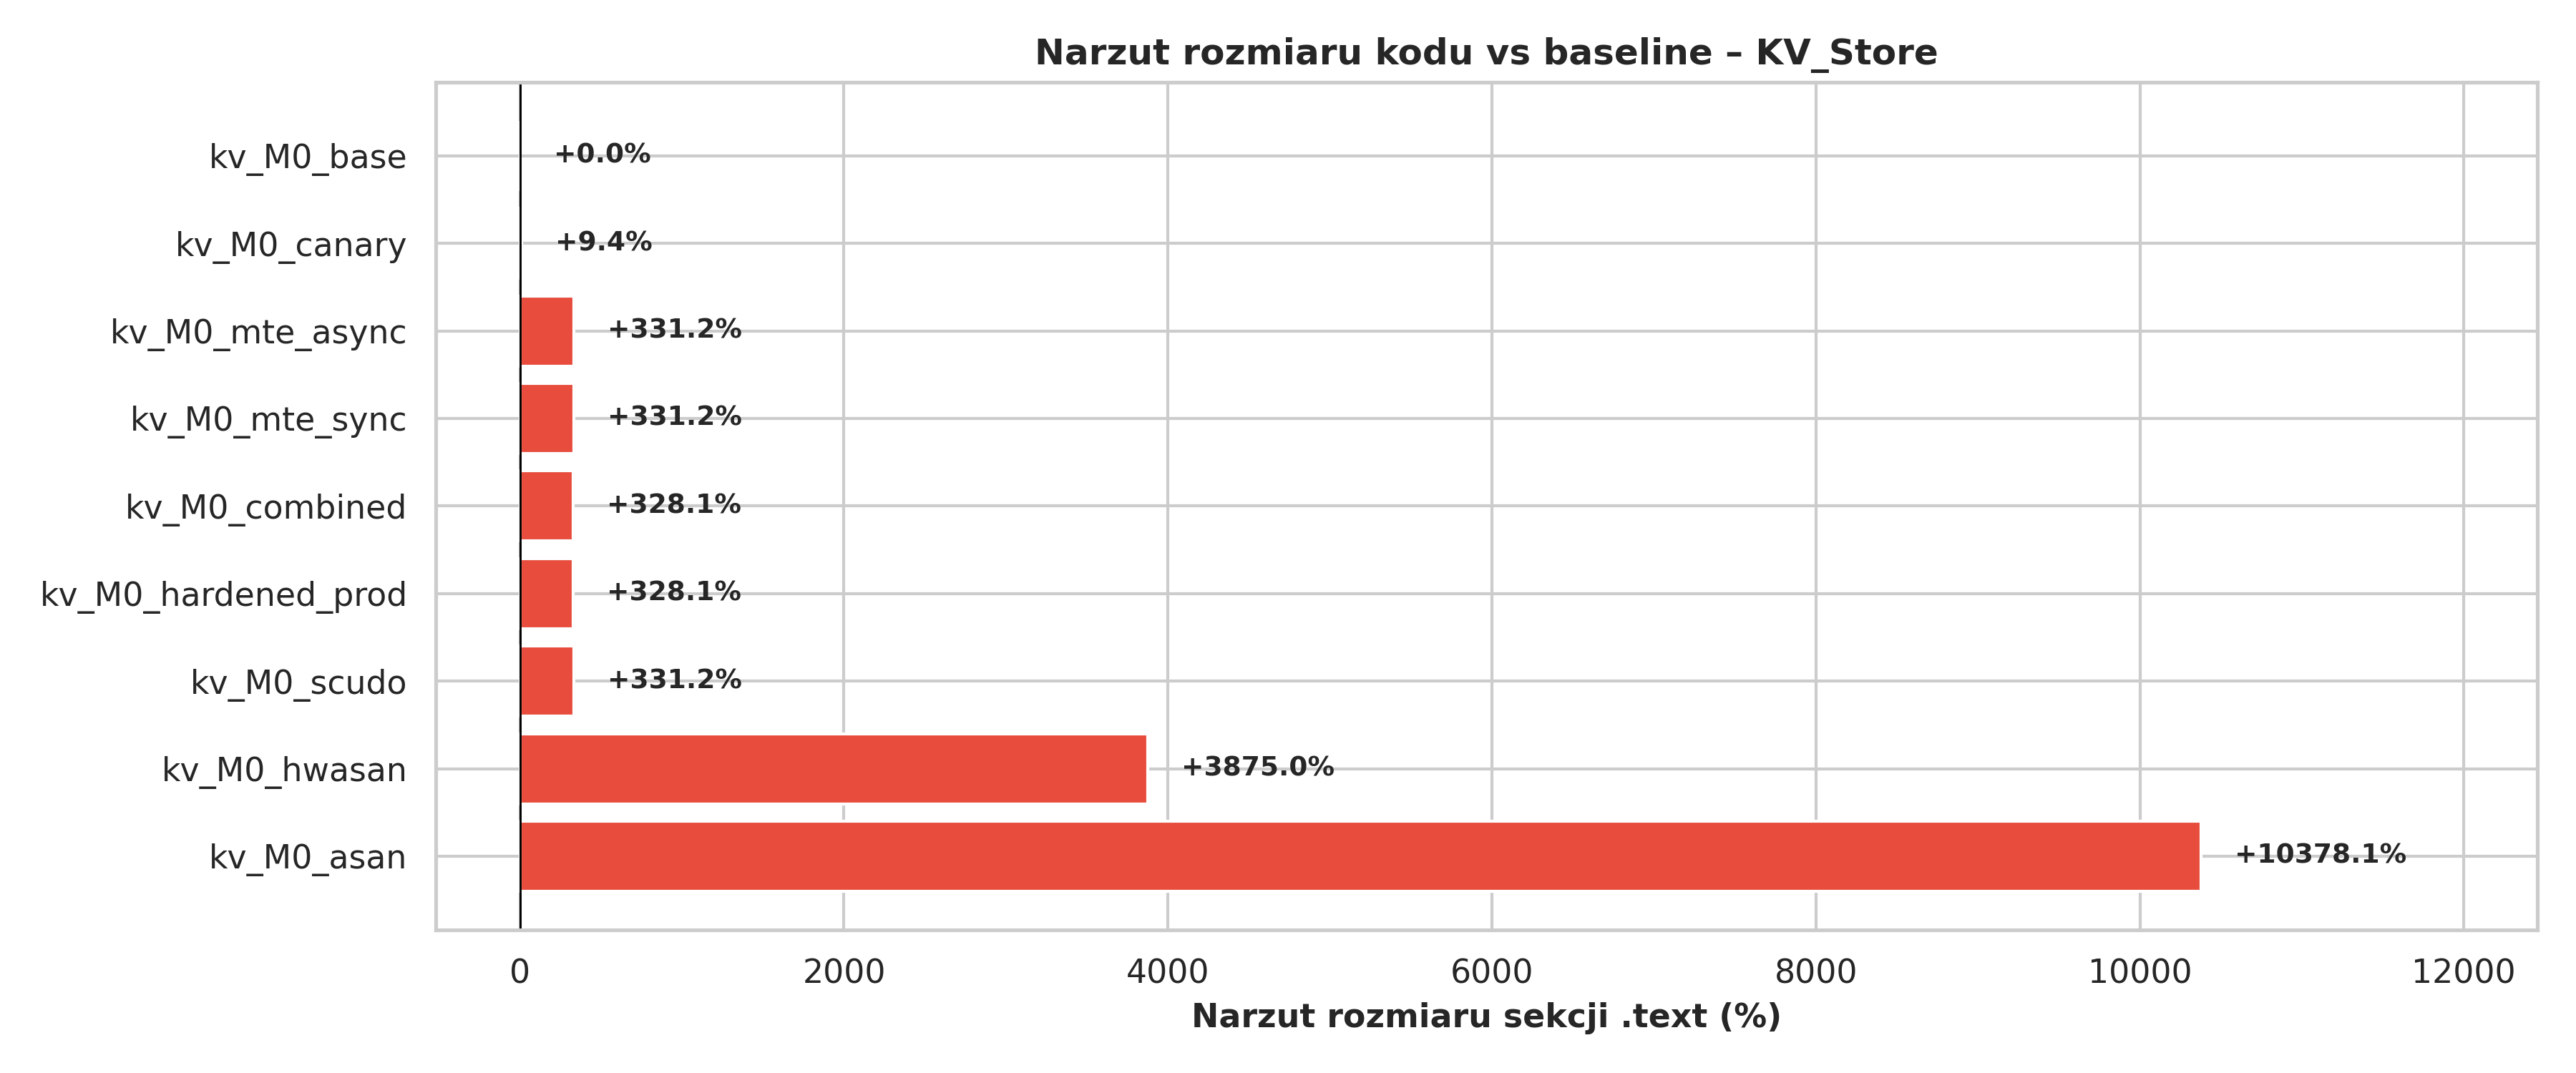 Narzut rozmiaru kodu vs baseline – KV_Store
kv_M0_base +0.0%
kv_M0_canary +9.4%
kv_M0_mte_async +331.2%
kv_M0_mte_sync +331.2%
kv_M0_combined +328.1%
kv_M0_hardened_prod +328.1%
kv_M0_scudo +331.2%
kv_M0_hwasan +3875.0%
kv_M0_asan +10378.1%
0 2000 4000 6000 8000 10000 12000
Narzut rozmiaru sekcji .text (%)